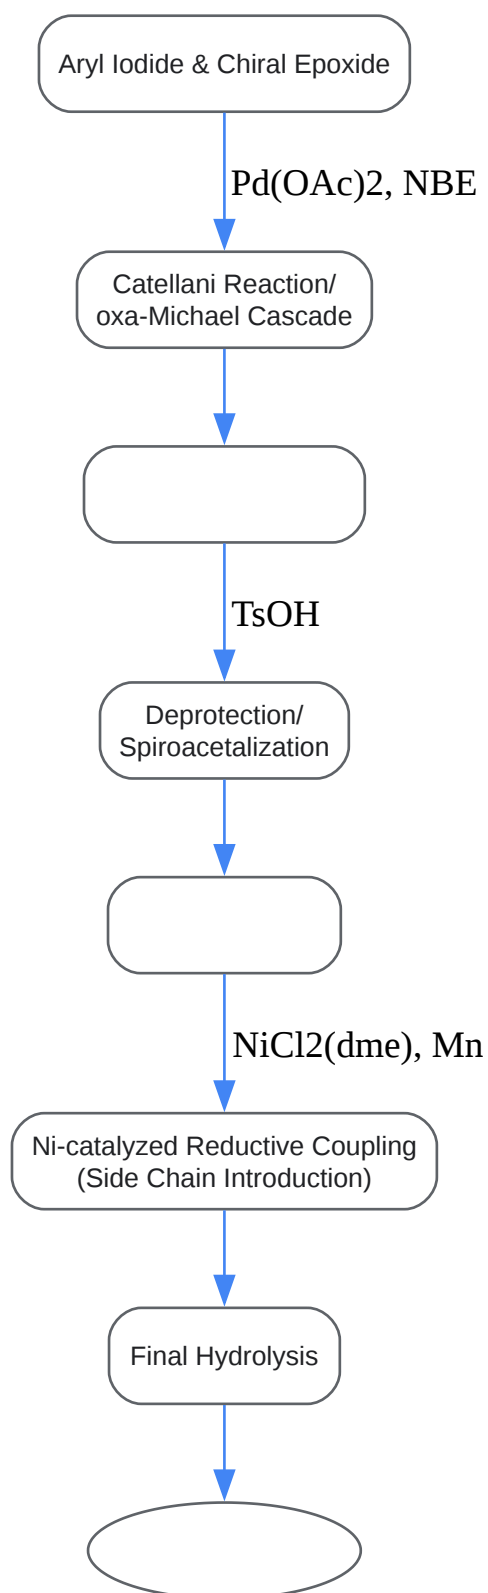 Aryl Iodide & Chiral Epoxide
Pd(OAc)2, NBE
Catellani Reaction/
oxa-Michael Cascade
TsOH
Deprotection/
Spiroacetalization
NiCl2(dme), Mn
Ni-catalyzed Reductive Coupling
(Side Chain Introduction)
Final Hydrolysis